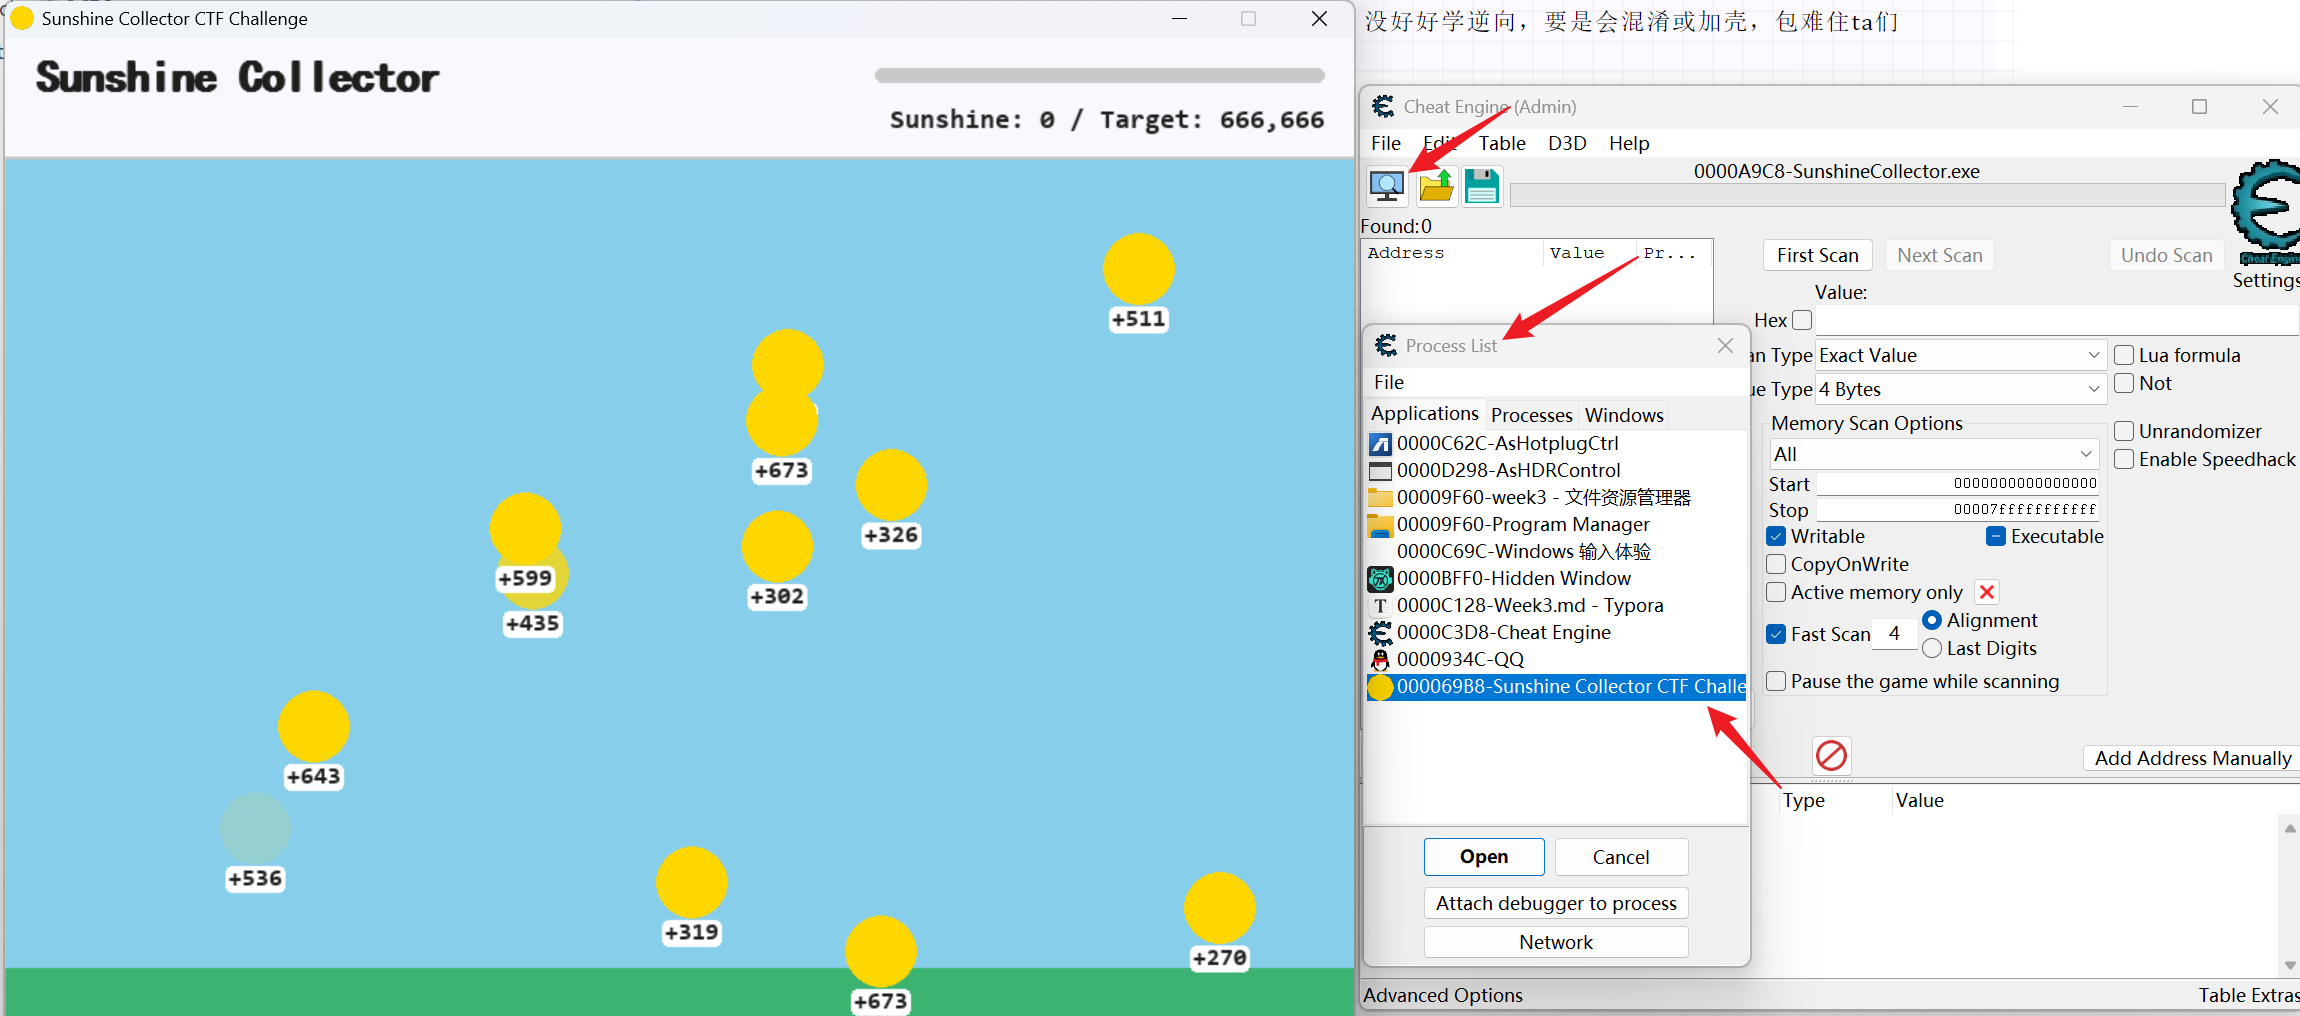 Sunshine Collector CTF Challenge
Sunshine Collector
Sunshine: 0 / Target: 666,666
+511
+673
+326
+599
+302
+435
+643
+536
+319
+270
+673
没好好学逆向，要是会混淆或加壳，包难住ta们
Cheat Engine (Admin)
File Edit Table D3D Help
0000A9C8-SunshineCollector.exe
Found:0
Address Value Pr...
First Scan Next Scan Undo Scan
Settings
Value:
Hex
an Type Exact Value
Lua formula
ue Type 4 Bytes
Not
Memory Scan Options
All
Unrandomizer
Enable Speedhack
Start 0000000000000000
Stop 00007fffffffffff
Writable Executable
CopyOnWrite
Active memory only
Fast Scan 4 Alignment
Last Digits
Pause the game while scanning
Add Address Manually
Type Value
Process List
File
Applications Processes Windows
0000C62C-AsHotplugCtrl
0000D298-AsHDRControl
00009F60-week3 - 文件资源管理器
00009F60-Program Manager
0000C69C-Windows 输入体验
0000BFF0-Hidden Window
0000C128-Week3.md - Typora
0000C3D8-Cheat Engine
0000934C-QQ
000069B8-Sunshine Collector CTF Challe
Open Cancel
Attach debugger to process
Network
Advanced Options Table Extras